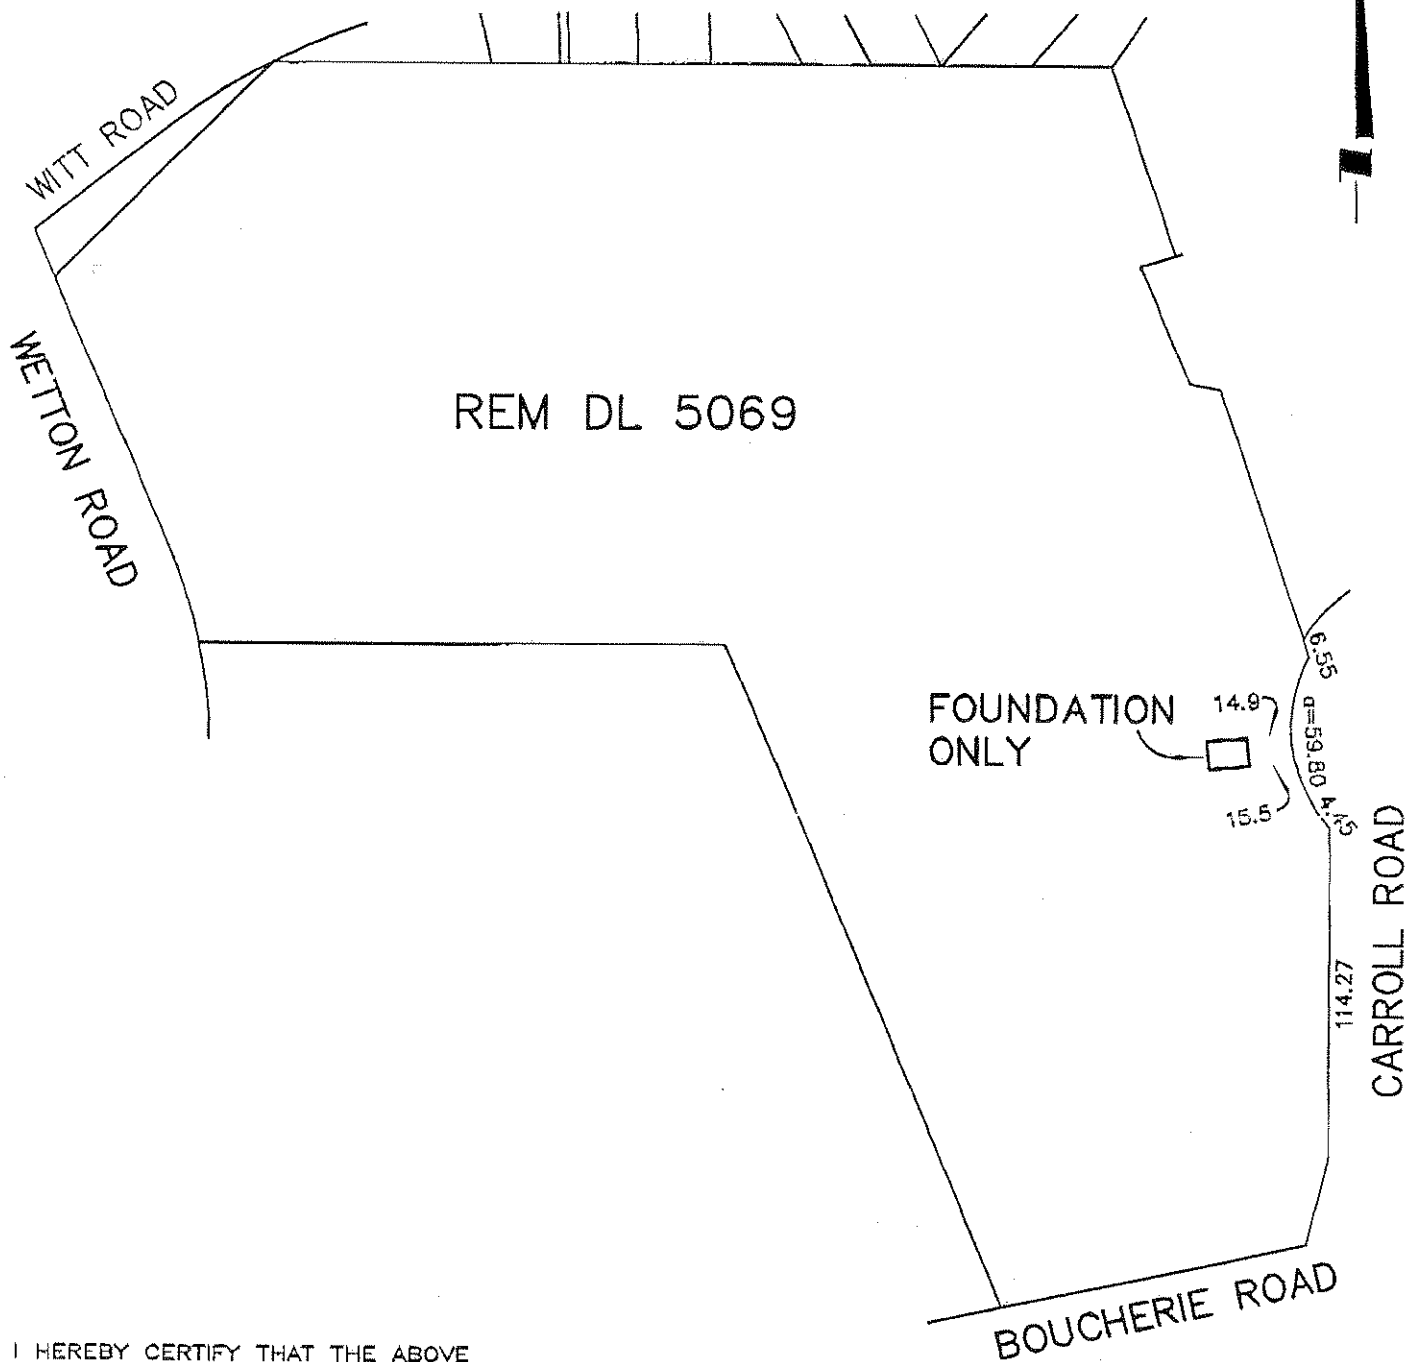 WITT ROAD
WETTON ROAD
REM DL 5069
6.55
FOUNDATION
ONLY
14.9
a=59.80
15.5
114.27
CARROLL ROAD
BOUCHERIE ROAD
I HEREBY CERTIFY THAT THE ABOVE